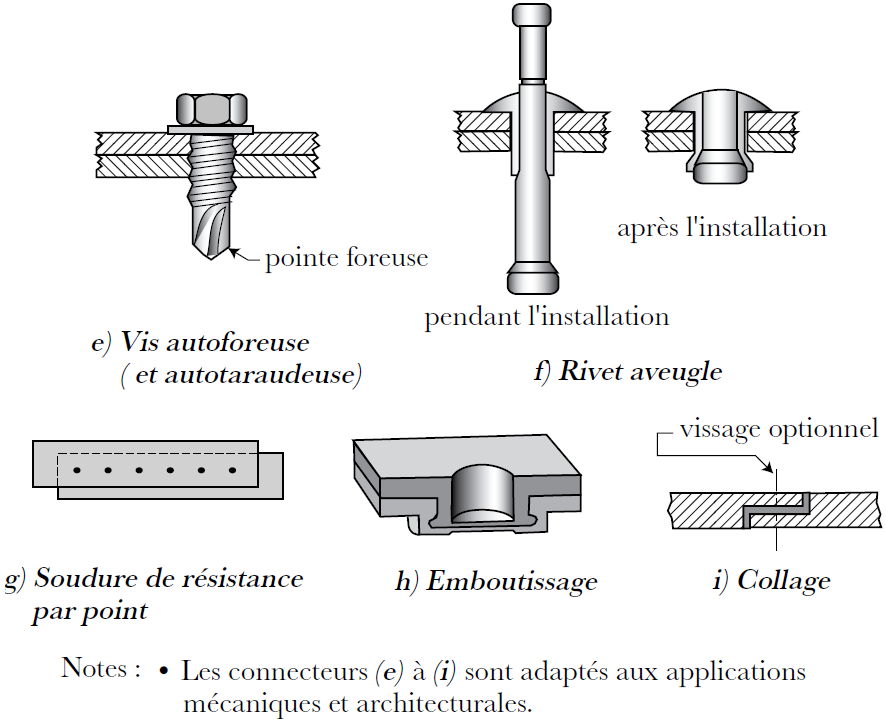 pointe foreuse
e) Vis autoforeuse
( et autotaraudeuse)
pendant l'installation
après l'installation
f) Rivet aveugle
g) Soudure de résistance
par point
h) Emboutissage
vissage optionnel
i) Collage
Notes : • Les connecteurs (e) à (i) sont adaptés aux applications
mécaniques et architecturales.